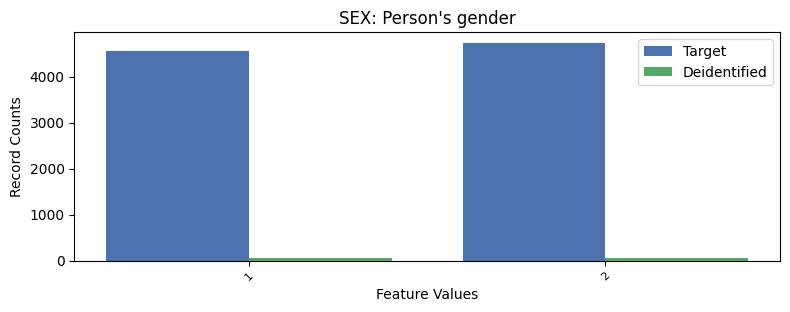 SEX: Person's gender
Target
Deidentified
Record Counts
4000
3000
2000
1000
0
1
2
Feature Values